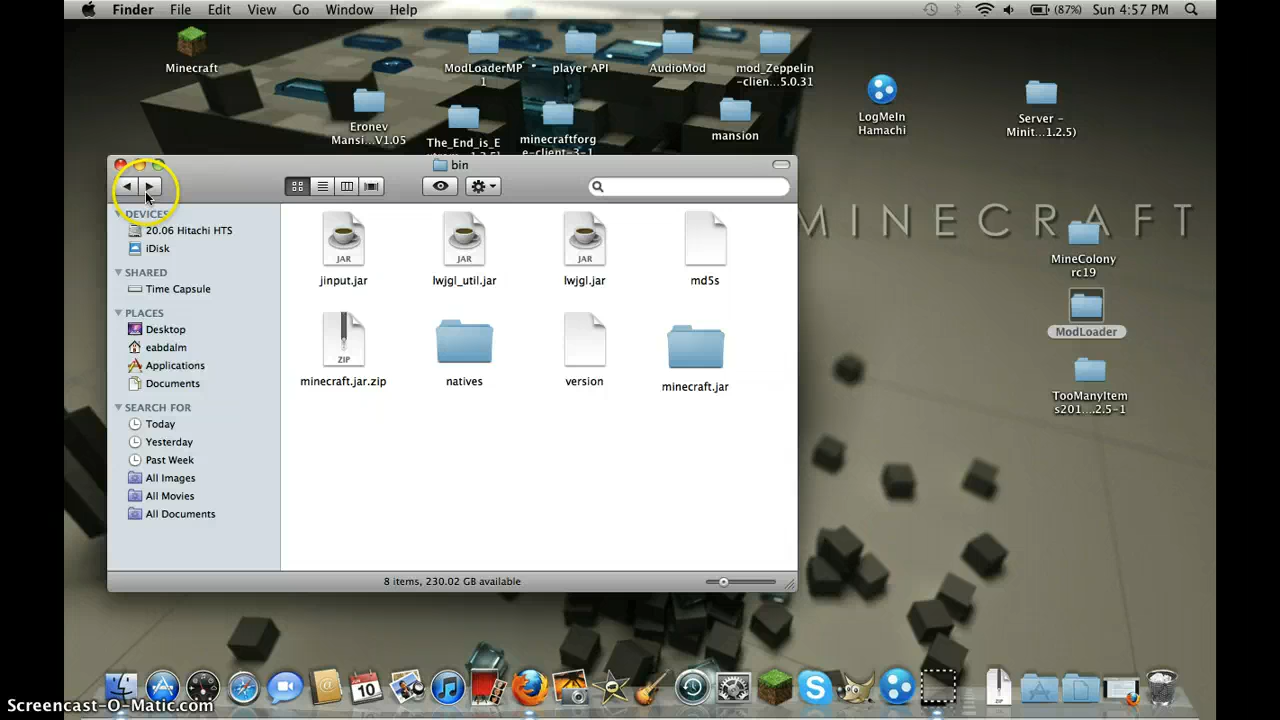 Finder File Edit View Go Window Help (87%) Sun 4:57 PM
Minecraft
ModLoaderMP 1
player API
AudioMod
mod_Zeppelin
-clien...5.0.31
LogMeIn
Hamachi
Server -
Minit...1.2.5)
Eronev
Mansi...V1.05
The_End_is_E
minecraftforg
e-client-3-1
mansion
bin
DEVICES
20.06 Hitachi HTS
iDisk
SHARED
Time Capsule
PLACES
Desktop
eabdalm
Applications
Documents
SEARCH FOR
Today
Yesterday
Past Week
All Images
All Movies
All Documents
JAR JAR JAR
jinput.jar lwjgl_util.jar lwjgl.jar md5s
ZIP
minecraft.jar.zip natives version minecraft.jar
8 items, 230.02 GB available
MINECRAFT
MineColony
rc19
ModLoader
TooManyItem
s201....2.5-1
10
ZIP
Screencast-O-Matic.com